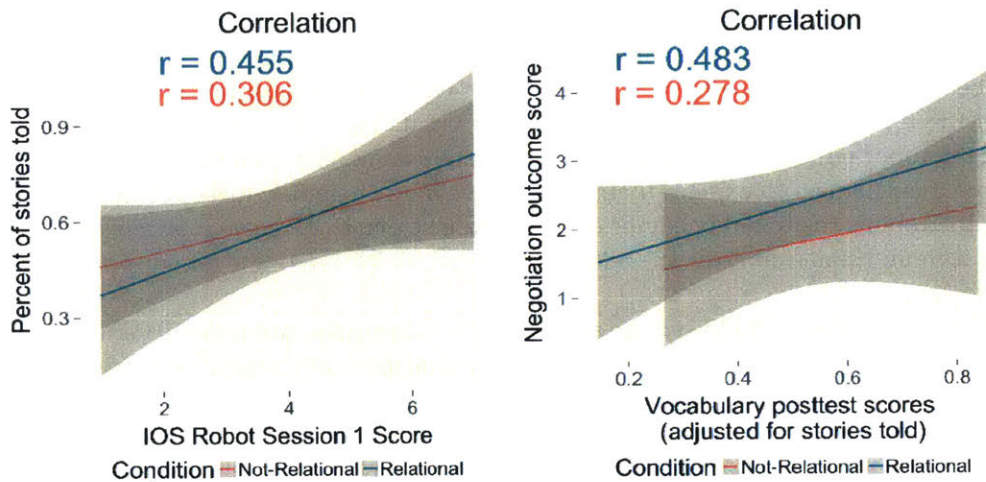 Correlation
r = 0.455
r = 0.306
Percent of stories told
0.9
0.6
0.3
2 4 6
IOS Robot Session 1 Score
Condition Not-Relational Relational
Correlation
r = 0.483
r = 0.278
Negotiation outcome score
4
3
2
1
0.2 0.4 0.6 0.8
Vocabulary posttest scores
(adjusted for stories told)
Condition Not-Relational Relational